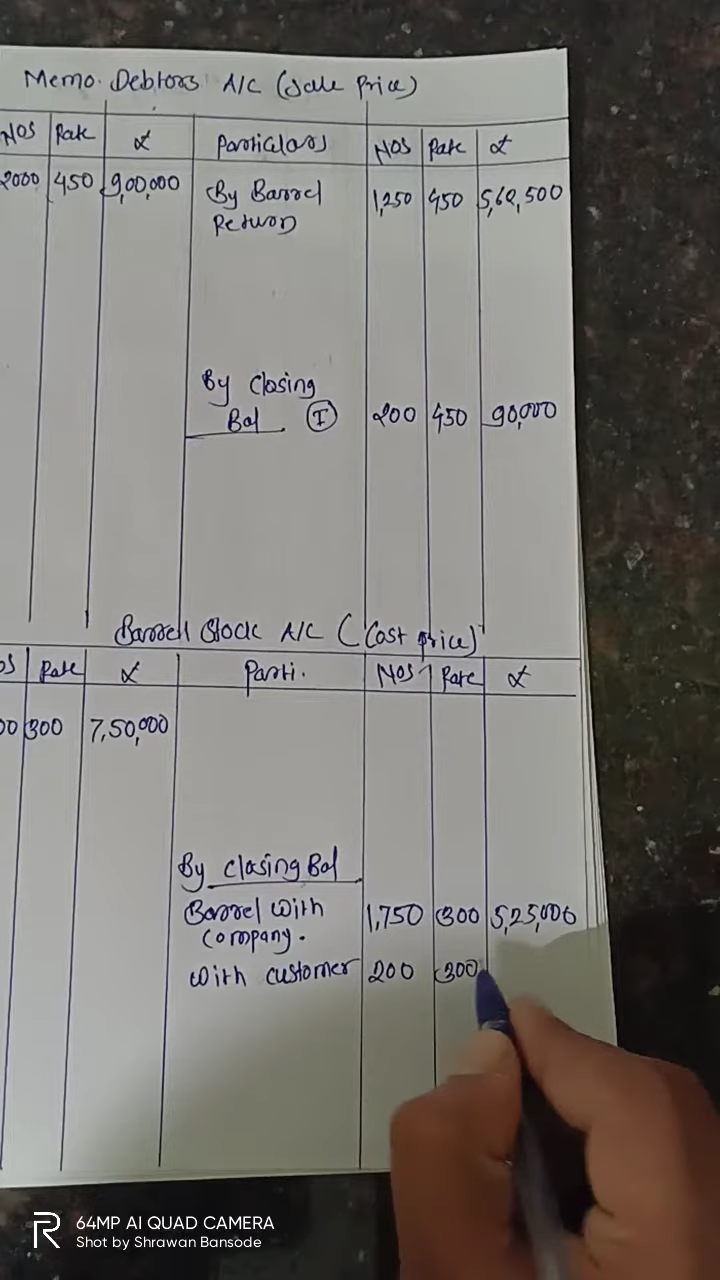 Memo. Debtors A/C (Sale Price)
NOS Rate ₹ Particlars NOS Rate ₹
2000 450 9,00,000 By Barrel 1,250 450 5,62,500
Return
By Closing
Bal (I) 200 450 90,000
Barrel Stock A/C (Cost price)
OS Rate ₹ Parti. NOS Rate ₹
00 300 7,50,000
By Closing Bal
Barrel With 1,750 300 5,25,000
Company.
With customer 200 300
64MP AI QUAD CAMERA
Shot by Shrawan Bansode